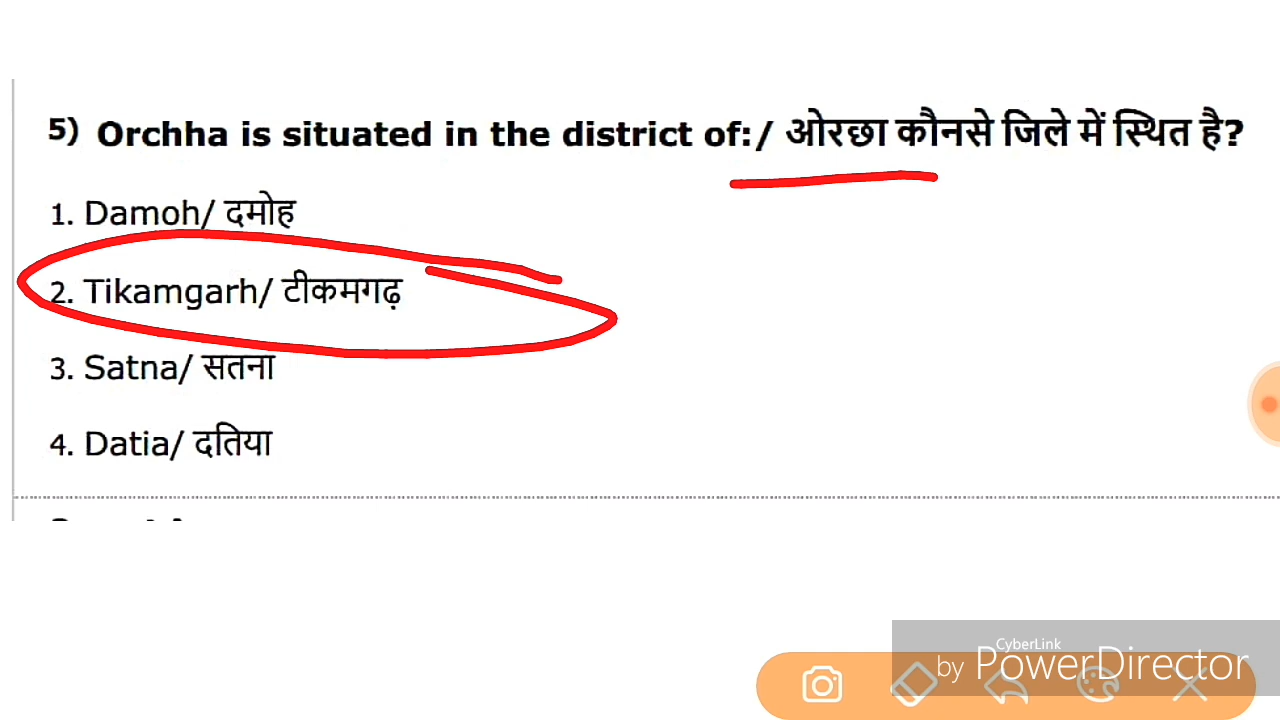 5) Orchha is situated in the district of:/ ओरछा कौनसे जिले में स्थित है?
1. Damoh/ दमोह
2. Tikamgarh/ टीकमगढ़
3. Satna/ सतना
4. Datia/ दतिया
CyberLink
by PowerDirector